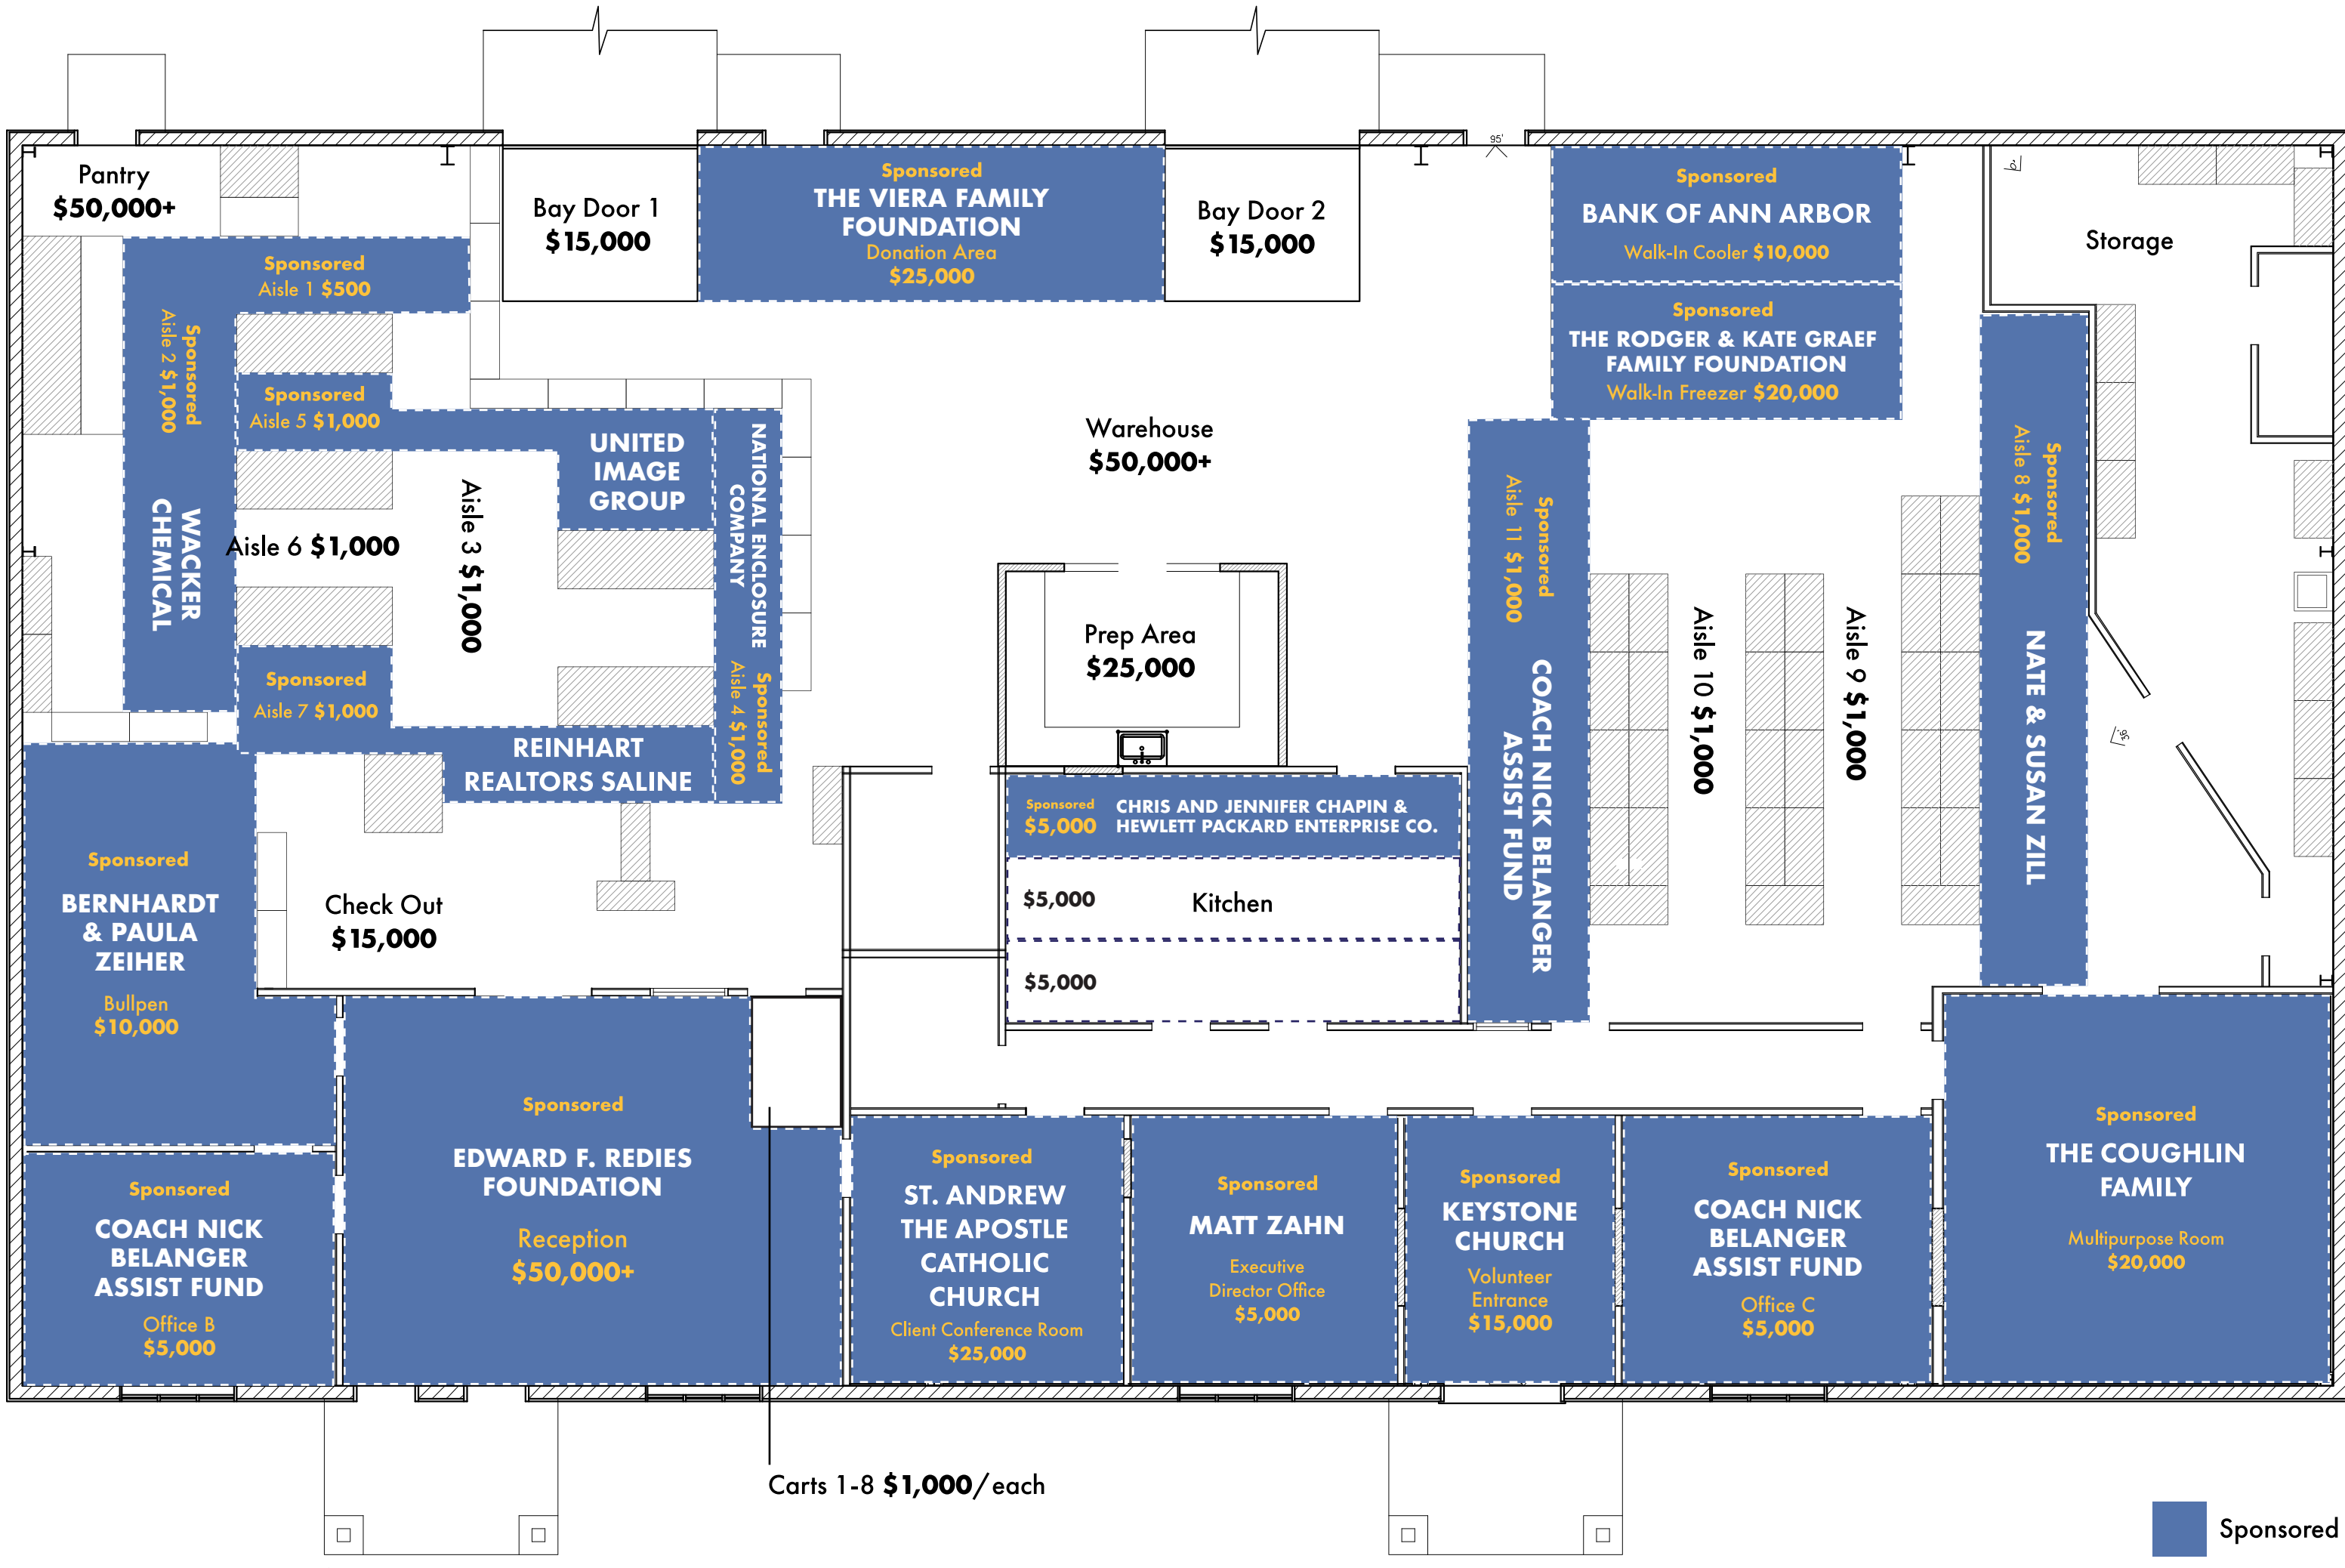 95'
Pantry
$50,000+
Bay Door 1
$15,000
Sponsored
THE VIERA FAMILY
FOUNDATION
Donation Area
$25,000
Bay Door 2
$15,000
Sponsored
BANK OF ANN ARBOR
Walk-In Cooler $10,000
Storage
Sponsored
Aisle 1 $500
Sponsored
Aisle 2 $1,000
WACKER
CHEMICAL
Sponsored
Aisle 5 $1,000
UNITED
IMAGE
GROUP
NATIONAL ENCLOSURE
COMPANY
Sponsored
Aisle 4 $1,000
Sponsored
THE RODGER & KATE GRAEF
FAMILY FOUNDATION
Walk-In Freezer $20,000
Warehouse
$50,000+
Aisle 6 $1,000
Aisle 3 $1,000
Sponsored
Aisle 11 $1,000
COACH NICK BELANGER
ASSIST FUND
Sponsored
Aisle 8 $1,000
NATE & SUSAN ZILL
Prep Area
$25,000
Aisle 10 $1,000
Aisle 9 $1,000
Sponsored
Aisle 7 $1,000
REINHART
REALTORS SALINE
36'
Sponsored
$5,000
CHRIS AND JENNIFER CHAPIN &
HEWLETT PACKARD ENTERPRISE CO.
$5,000
Kitchen
$5,000
Sponsored
BERNHARDT
& PAULA
ZEIHER
Bullpen
$10,000
Check Out
$15,000
Sponsored
COACH NICK
BELANGER
ASSIST FUND
Office B
$5,000
Sponsored
EDWARD F. REDIES
FOUNDATION
Reception
$50,000+
Sponsored
ST. ANDREW
THE APOSTLE
CATHOLIC
CHURCH
Client Conference Room
$25,000
Sponsored
MATT ZAHN
Executive
Director Office
$5,000
Sponsored
KEYSTONE
CHURCH
Volunteer
Entrance
$15,000
Sponsored
COACH NICK
BELANGER
ASSIST FUND
Office C
$5,000
Sponsored
THE COUGHLIN
FAMILY
Multipurpose Room
$20,000
Carts 1-8 $1,000/each
Sponsored